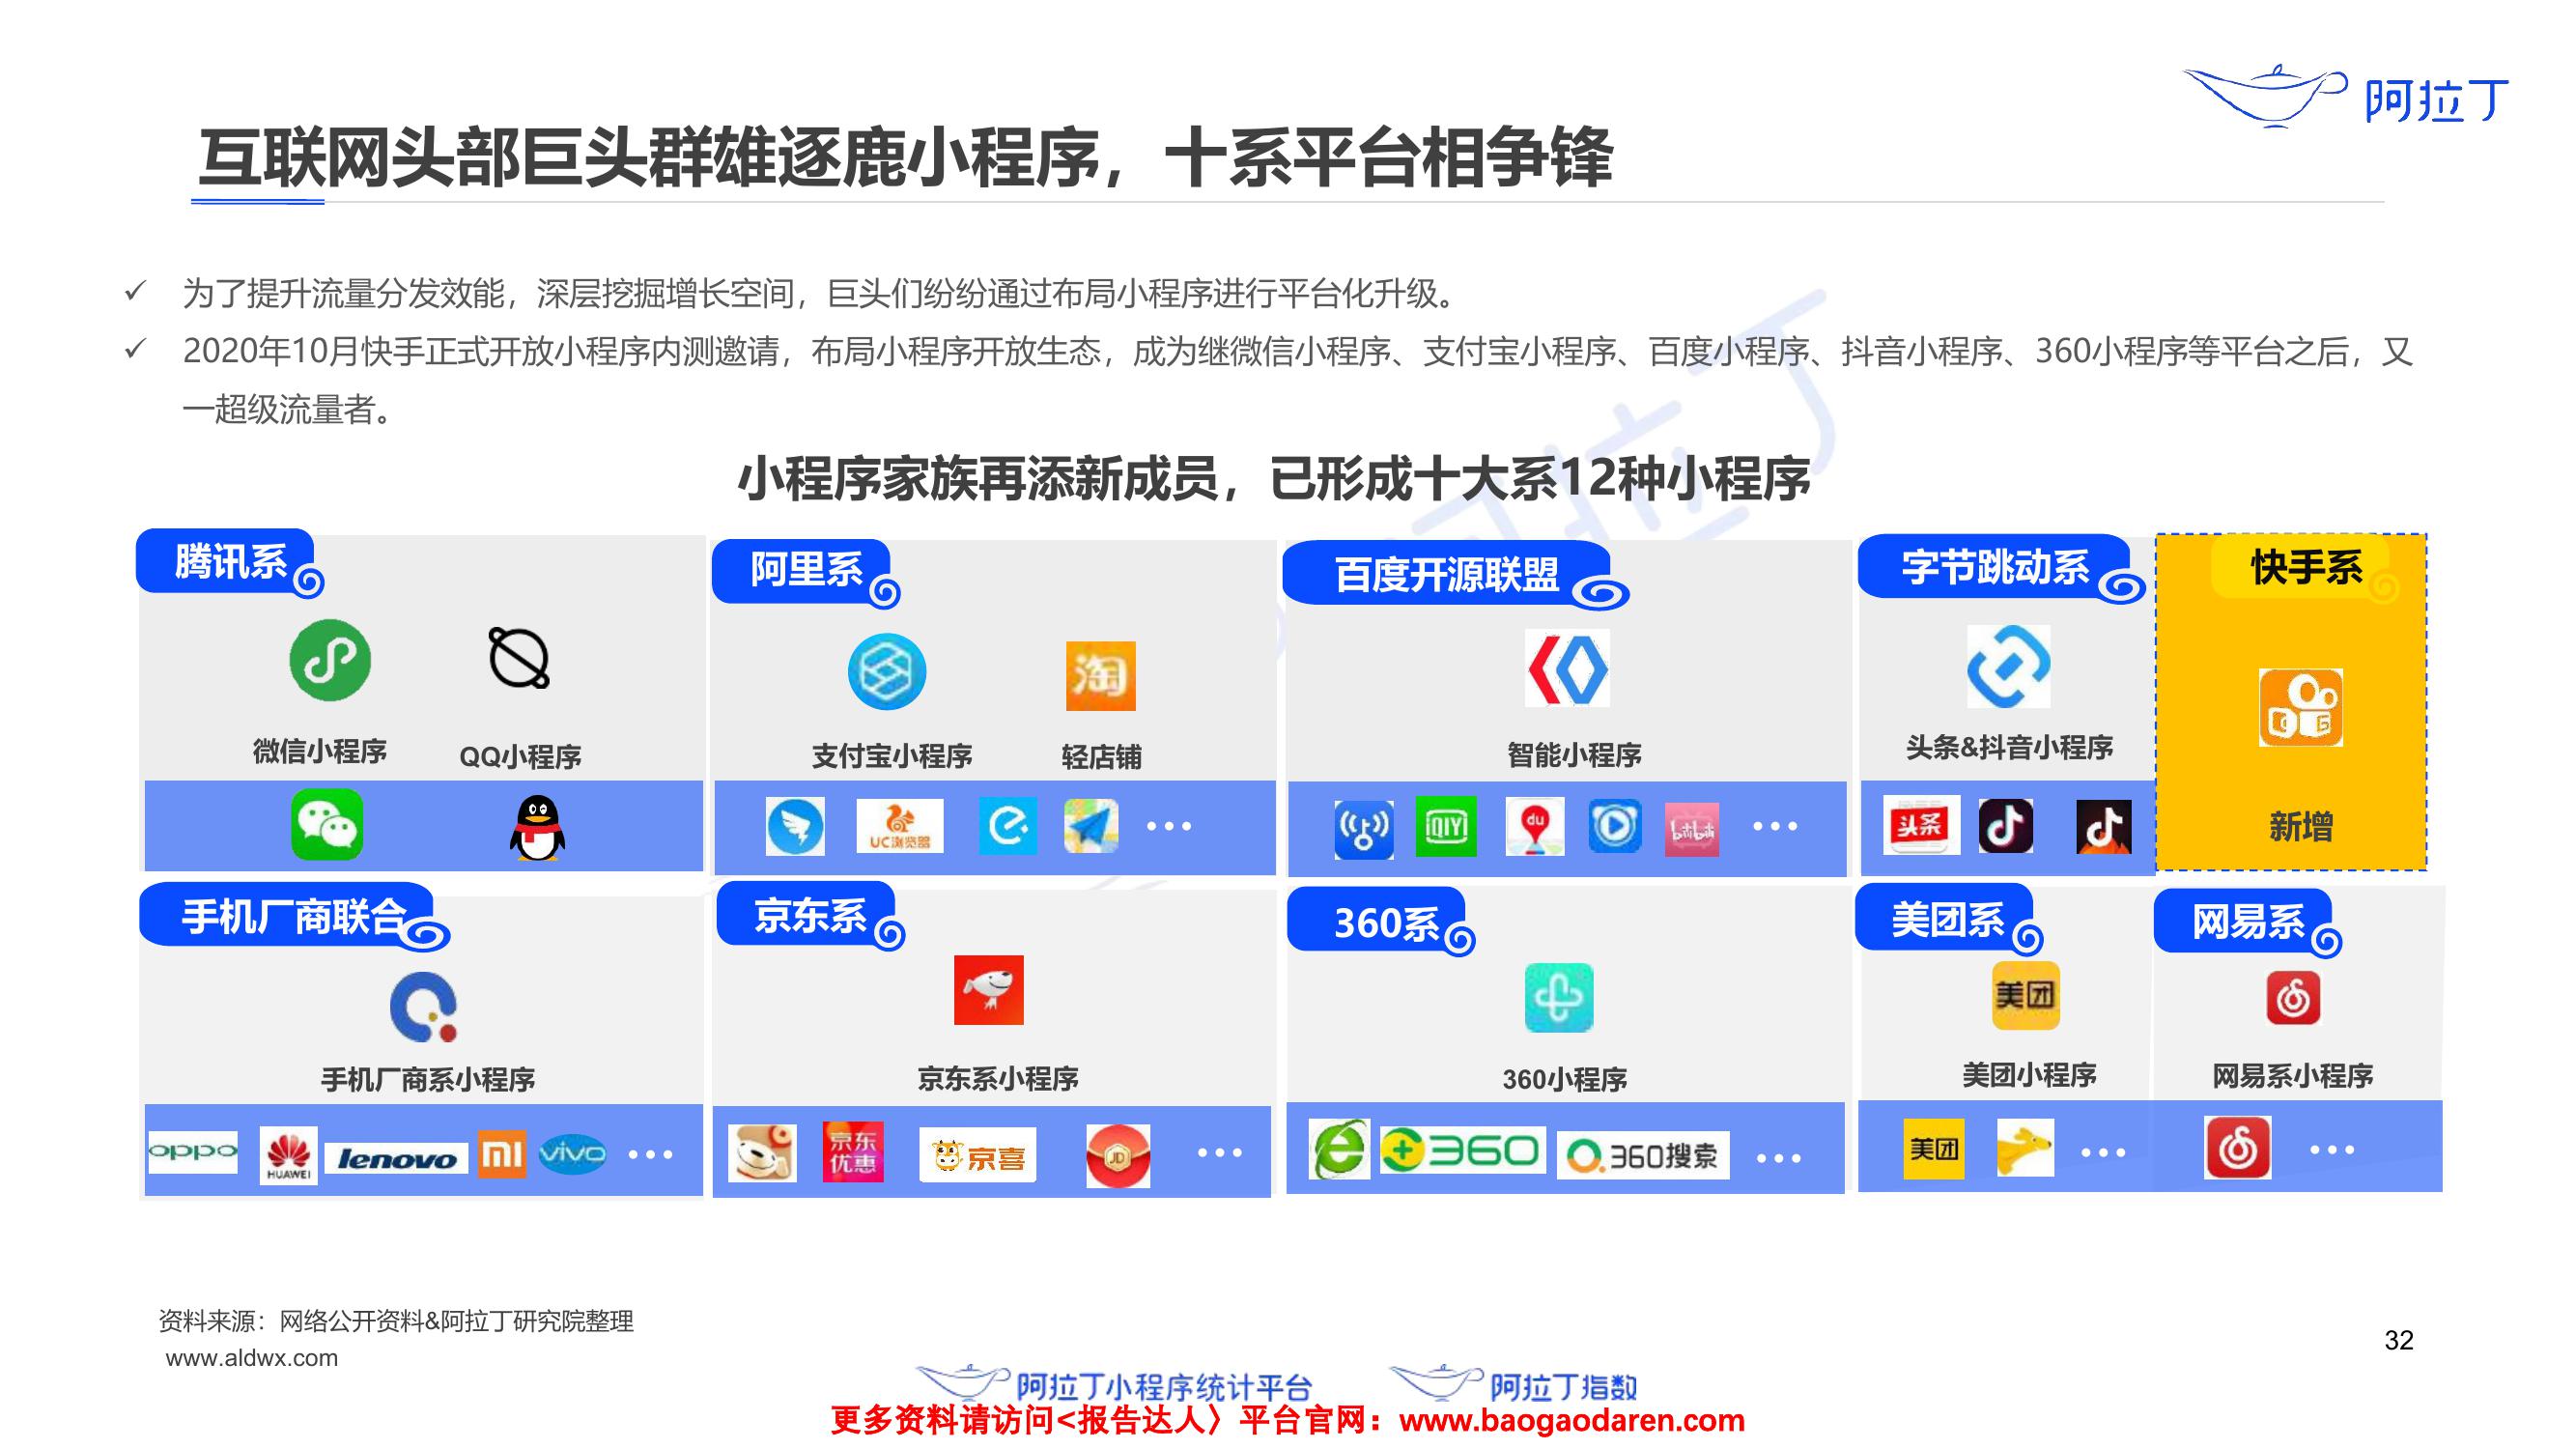 阿拉丁
互联网头部巨头群雄逐鹿小程序，十系平台相争锋
为了提升流量分发效能，深层挖掘增长空间，巨头们纷纷通过布局小程序进行平台化升级。
2020年10月快手正式开放小程序内测邀请，布局小程序开放生态，成为继微信小程序、支付宝小程序、百度小程序、抖音小程序、360小程序等平台之后，又
一超级流量者。
小程序家族再添新成员，已形成十大系12种小程序
腾讯系
阿里系
百度开源联盟
字节跳动系
快手系
淘
微信小程序
QQ小程序
支付宝小程序
轻店铺
智能小程序
头条&抖音小程序
新增
UC浏览器
QIY
du
bilibili
头条
手机厂商联合
京东系
360系
美团系
网易系
美团
手机厂商系小程序
京东系小程序
360小程序
美团小程序
网易系小程序
oppo
HUAWEI
lenovo
mi
vivo
京东
优惠
京喜
JD
360
360搜索
美团
资料来源：网络公开资料&阿拉丁研究院整理
www.aldwx.com
32
阿拉丁小程序统计平台
阿拉丁指数
更多资料请访问<报告达人〉平台官网：www.baogaodaren.com